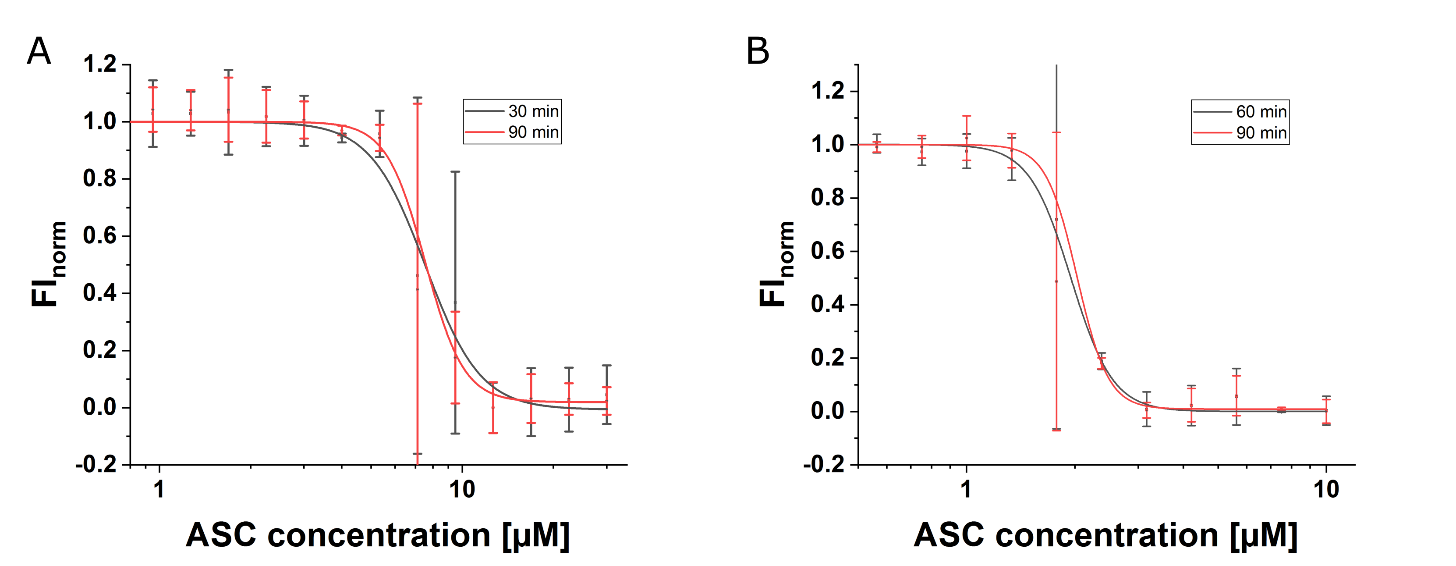 A
1.2
1.0
0.8
0.6
0.4
0.2
0.0
-0.2
FInorm
30 min
90 min
1
10
ASC concentration [µM]
B
1.2
1.0
0.8
0.6
0.4
0.2
0.0
-0.2
FInorm
60 min
90 min
1
10
ASC concentration [µM]